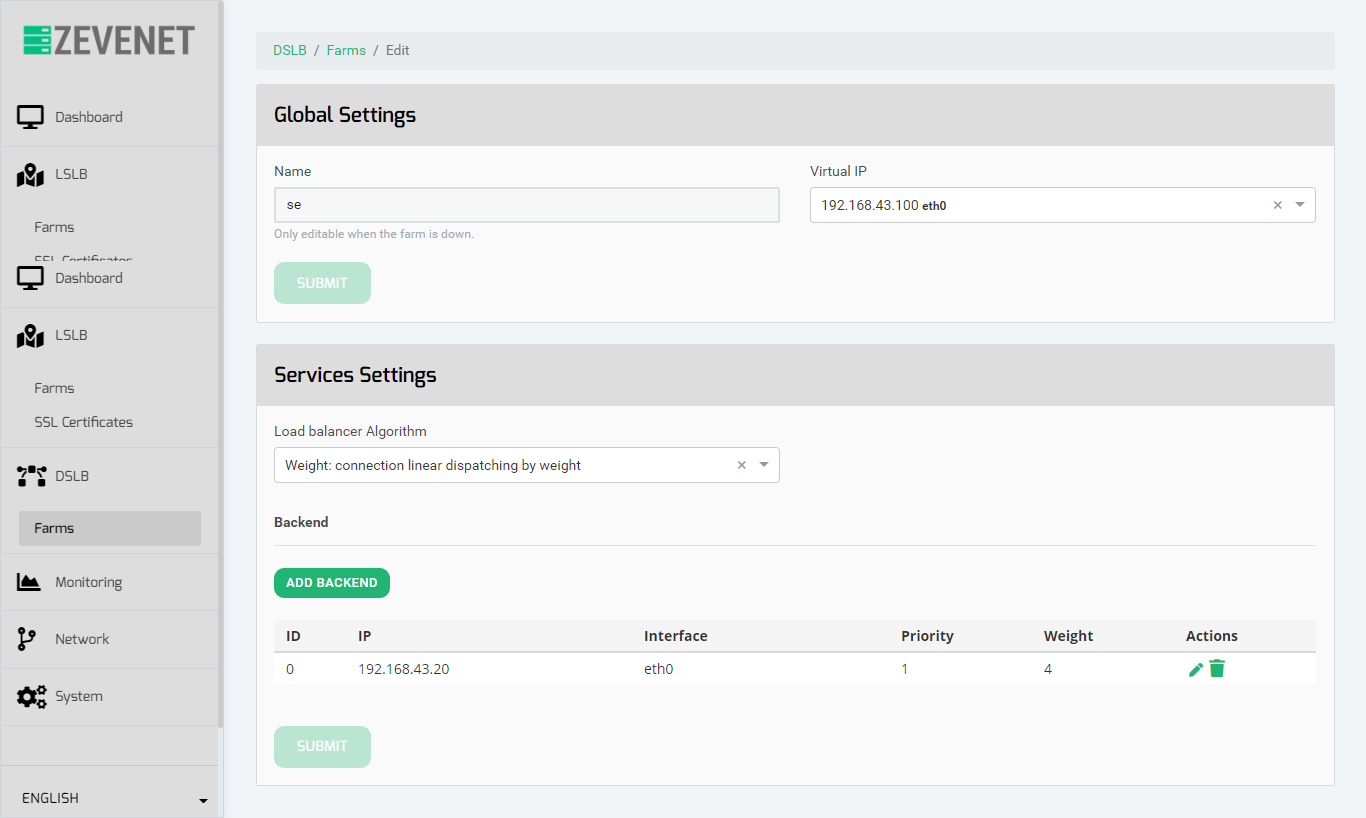 ZEVENET
Dashboard
LSLB
Farms
SSL Certificates
Dashboard
LSLB
Farms
SSL Certificates
DSLB
Farms
Monitoring
Network
System
ENGLISH
DSLB / Farms / Edit
Global Settings
Name
Virtual IP
se
192.168.43.100 eth0
Only editable when the farm is down.
SUBMIT
Services Settings
Load balancer Algorithm
Weight: connection linear dispatching by weight
Backend
ADD BACKEND
ID IP Interface Priority Weight Actions
0 192.168.43.20 eth0 1 4
SUBMIT